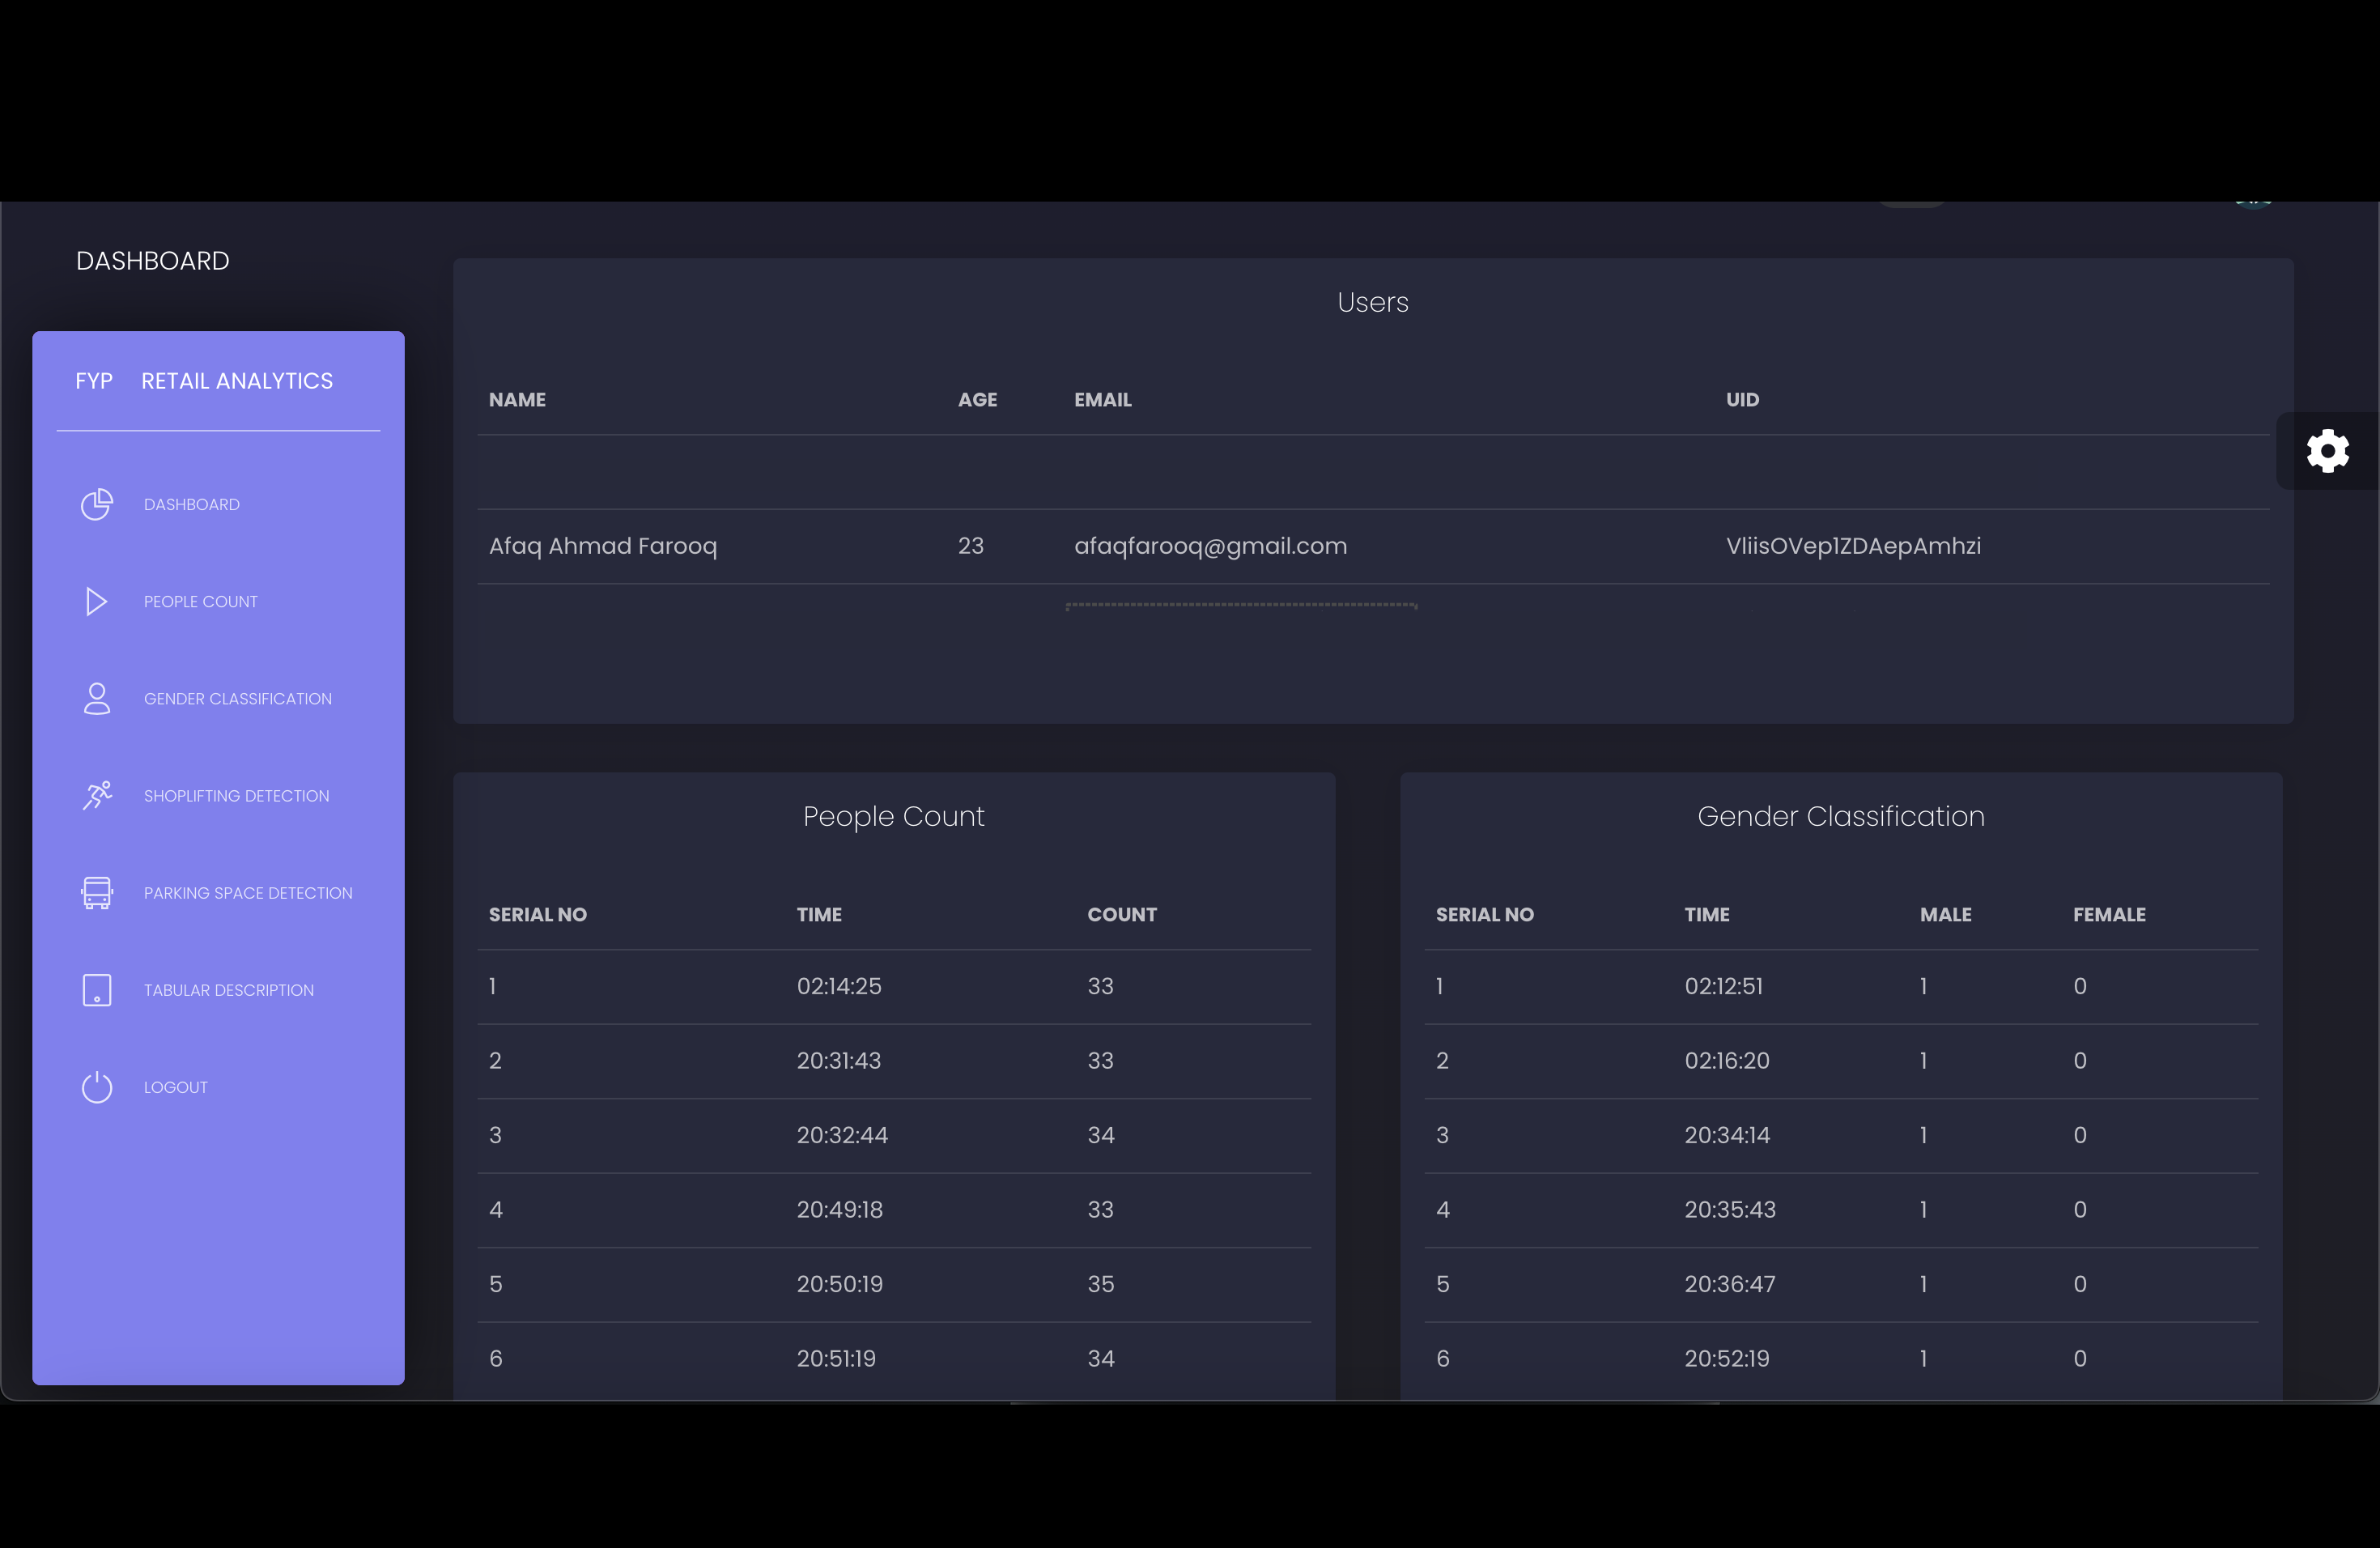 DASHBOARD
FYP RETAIL ANALYTICS
DASHBOARD
PEOPLE COUNT
GENDER CLASSIFICATION
SHOPLIFTING DETECTION
PARKING SPACE DETECTION
TABULAR DESCRIPTION
LOGOUT
Users
NAME AGE EMAIL UID
Afaq Ahmad Farooq 23 afaqfarooq@gmail.com VliisOVep1ZDAepAmhzi
People Count
SERIAL NO TIME COUNT
1 02:14:25 33
2 20:31:43 33
3 20:32:44 34
4 20:49:18 33
5 20:50:19 35
6 20:51:19 34
Gender Classification
SERIAL NO TIME MALE FEMALE
1 02:12:51 1 0
2 02:16:20 1 0
3 20:34:14 1 0
4 20:35:43 1 0
5 20:36:47 1 0
6 20:52:19 1 0